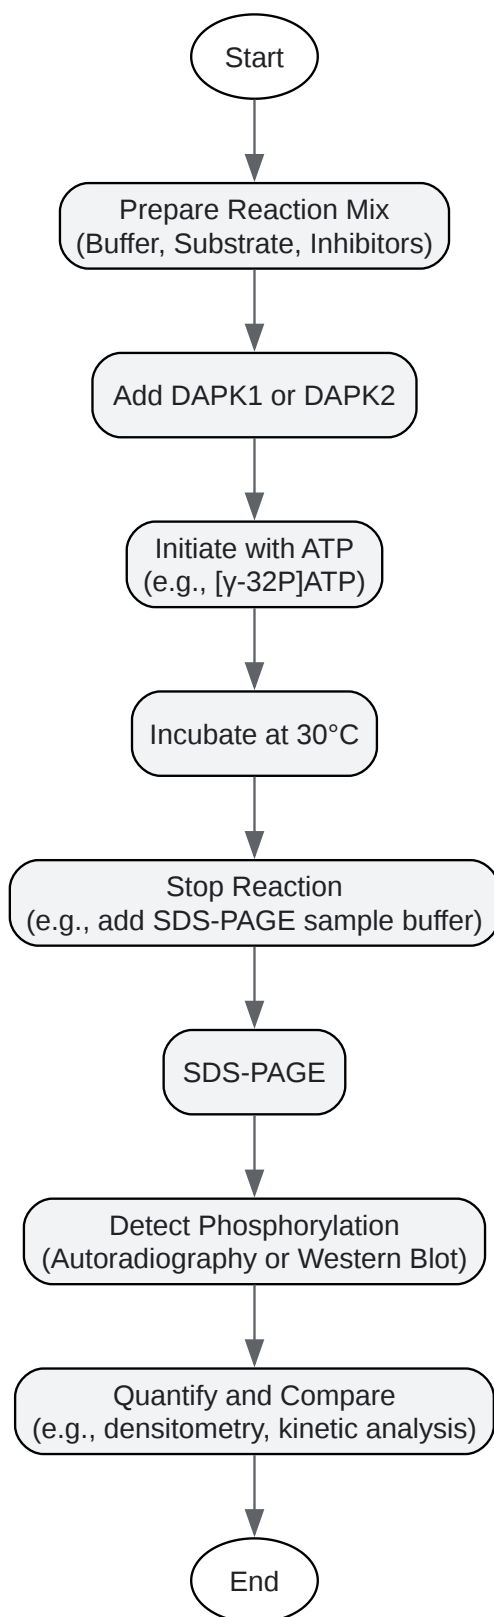 Start
Prepare Reaction Mix
(Buffer, Substrate, Inhibitors)
Add DAPK1 or DAPK2
Initiate with ATP
(e.g., [γ-32P]ATP)
Incubate at 30°C
Stop Reaction
(e.g., add SDS-PAGE sample buffer)
SDS-PAGE
Detect Phosphorylation
(Autoradiography or Western Blot)
Quantify and Compare
(e.g., densitometry, kinetic analysis)
End